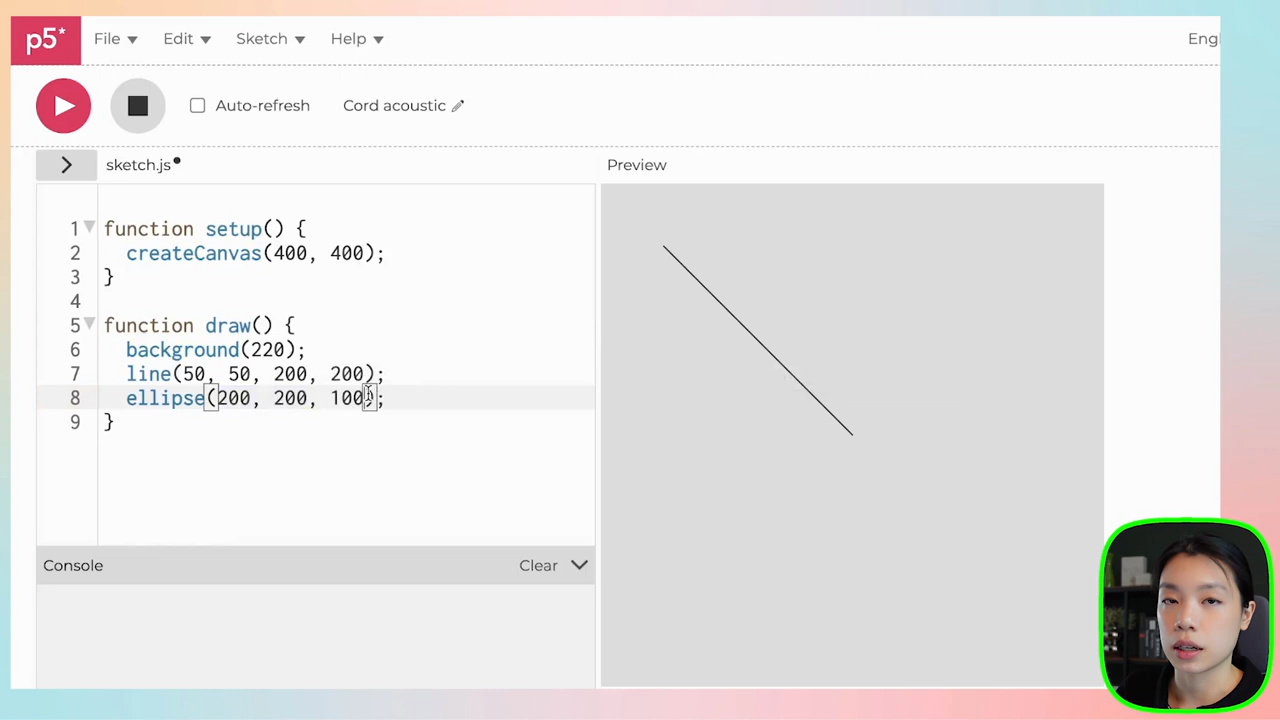 p5* File Edit Sketch Help Engl
Auto-refresh Cord acoustic
sketch.js Preview
1 function setup() {
2 createCanvas(400, 400);
3 }
4
5 function draw() {
6 background(220);
7 line(50, 50, 200, 200);
8 ellipse(200, 200, 100);
9 }
Console Clear